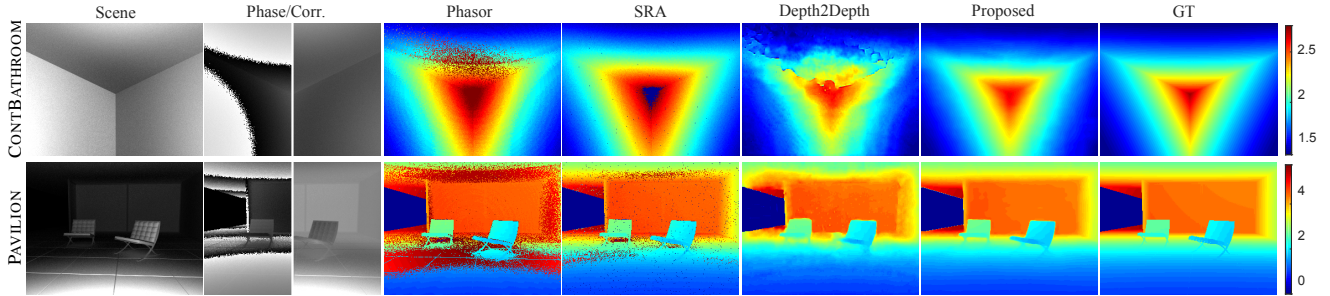 Scene Phase/Corr. Phasor SRA Depth2Depth Proposed GT
CONTBATHROOM
2.5
2
1.5
PAVILION
4
2
0